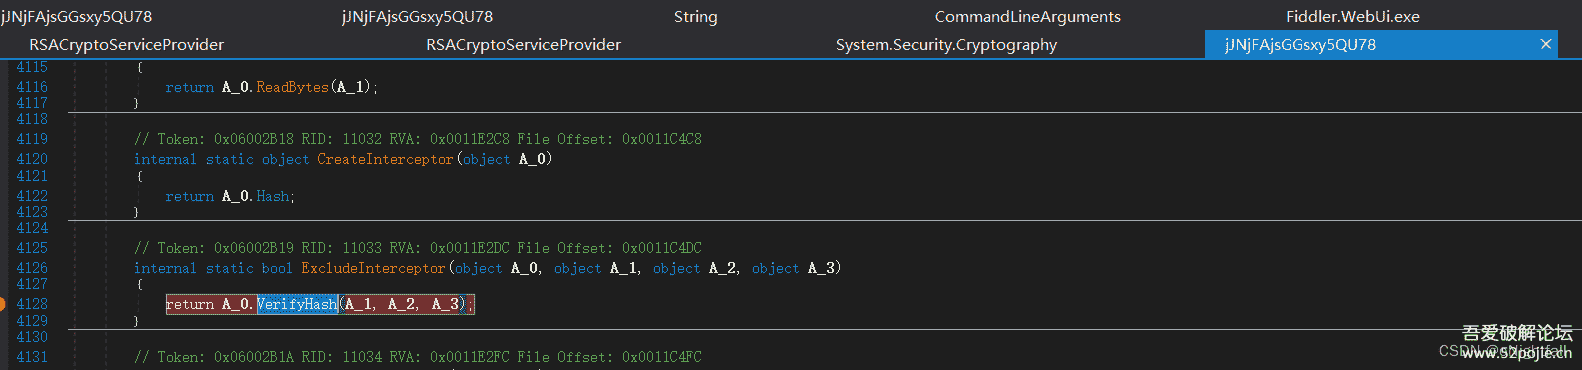 jJNjFAjsGGsxy5QU78 jJNjFAjsGGsxy5QU78 String CommandLineArguments Fiddler.WebUi.exe
RSACryptoServiceProvider RSACryptoServiceProvider System.Security.Cryptography jJNjFAjsGGsxy5QU78 ✕
4115 {
4116 return A_0.ReadBytes(A_1);
4117 }
4118
4119 // Token: 0x06002B18 RID: 11032 RVA: 0x0011E2C8 File Offset: 0x0011C4C8
4120 internal static object CreateInterceptor(object A_0)
4121 {
4122 return A_0.Hash;
4123 }
4124
4125 // Token: 0x06002B19 RID: 11033 RVA: 0x0011E2DC File Offset: 0x0011C4DC
4126 internal static bool ExcludeInterceptor(object A_0, object A_1, object A_2, object A_3)
4127 {
4128 return A_0.VerifyHash(A_1, A_2, A_3);
4129 }
4130
4131 // Token: 0x06002B1A RID: 11034 RVA: 0x0011E2FC File Offset: 0x0011C4FC
吾爱破解论坛
CSDN
www.52pojie.cn